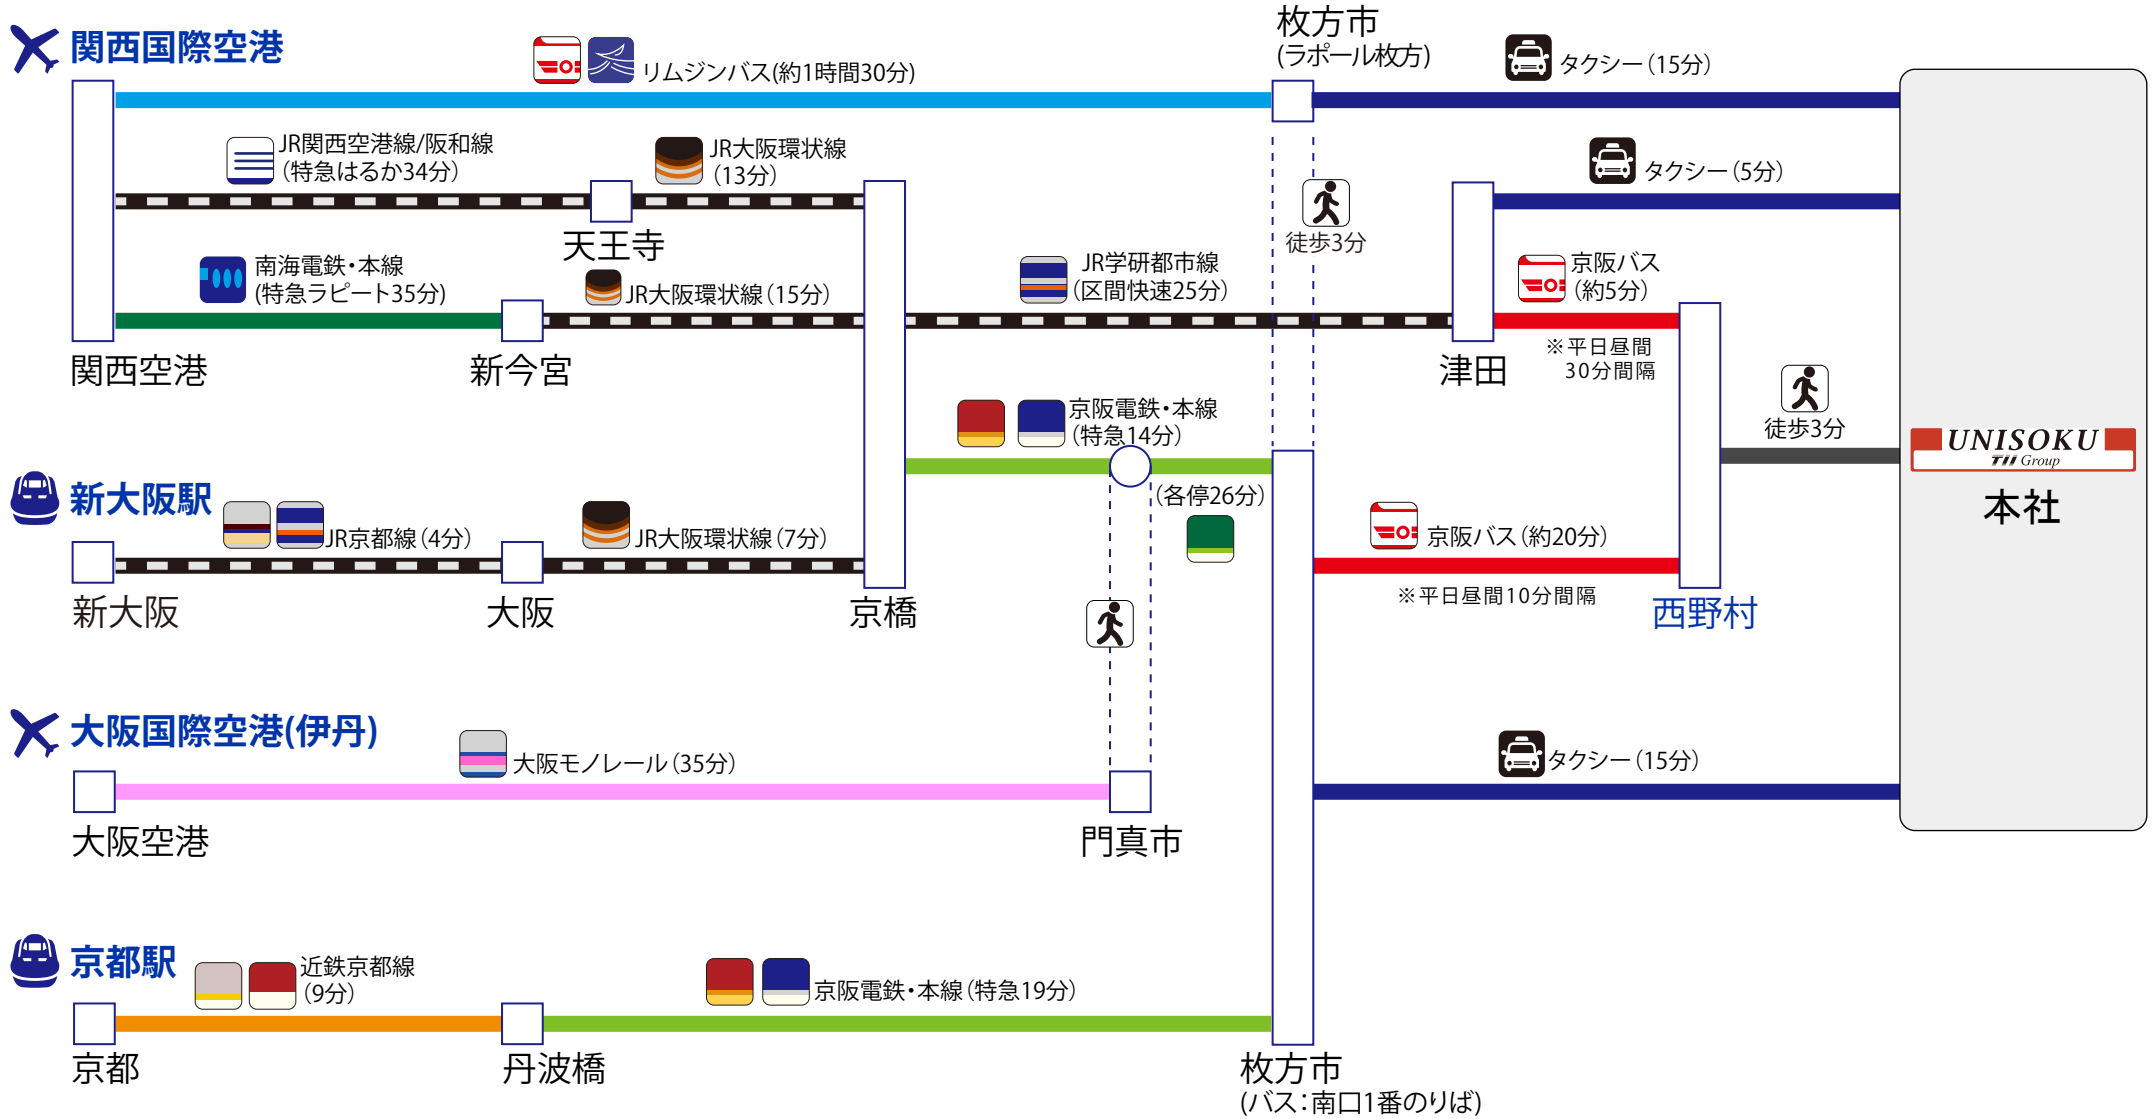 関西国際空港
リムジンバス(約1時間30分)
枚方市
(ラポール枚方)
タクシー(15分)
JR関西空港線/阪和線
(特急はるか34分)
JR大阪環状線
(13分)
天王寺
徒歩3分
タクシー(5分)
南海電鉄・本線
(特急ラピート35分)
JR大阪環状線(15分)
JR学研都市線
(区間快速25分)
京阪バス
(約5分)
※平日昼間
30分間隔
関西空港
新今宮
津田
徒歩3分
京阪電鉄・本線
(特急14分)
(各停26分)
UNISOKU
TII Group
本社
新大阪駅
JR京都線(4分)
JR大阪環状線(7分)
京阪バス(約20分)
※平日昼間10分間隔
新大阪
大阪
京橋
西野村
大阪国際空港(伊丹)
大阪モノレール(35分)
タクシー(15分)
大阪空港
門真市
京都駅
近鉄京都線
(9分)
京阪電鉄・本線(特急19分)
京都
丹波橋
枚方市
(バス:南口1番のりば)